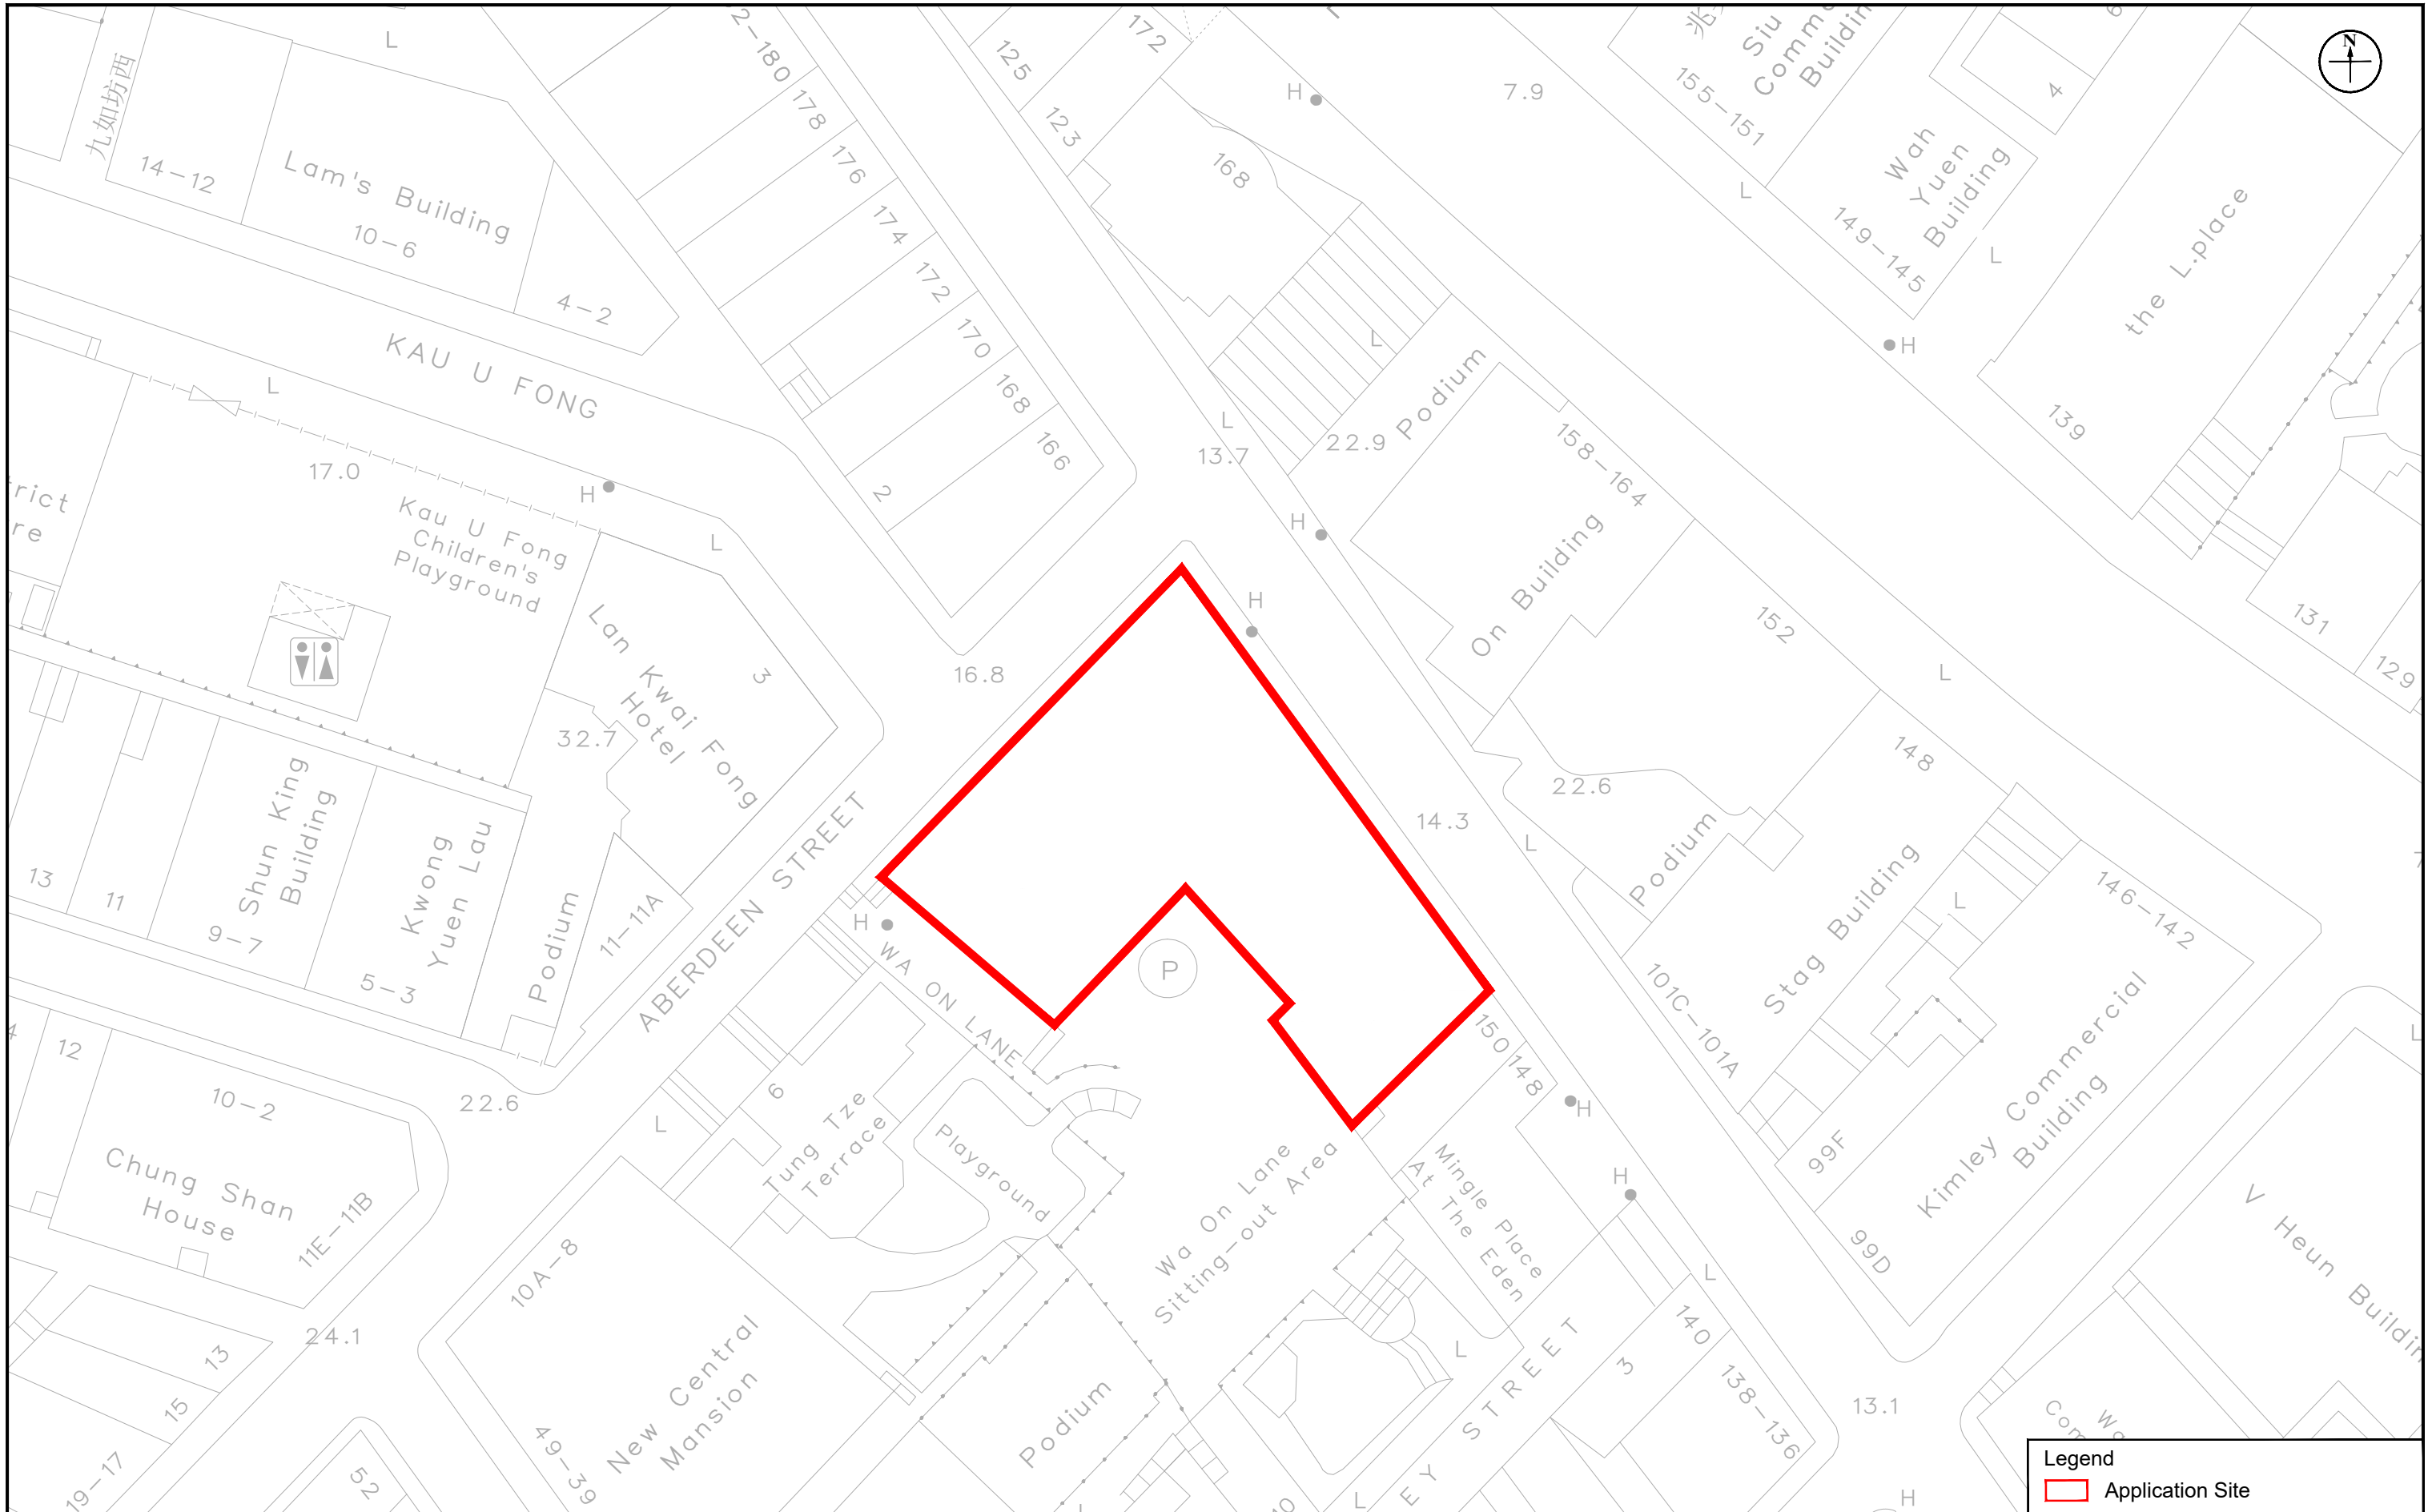 九如坊西
14-12
Lam's Building
10-6
4-2
L
KAU U FONG
L
17.0
H
Kau U Fong
Children's
Playground
L
Lan Kwai Fong
Hotel
3
32.7
Shun King
Building
Kwong
Yuen Lau
Podium
11-11A
13
11
9-7
5-3
12
10-2
Chung Shan
House
11E-11B
22.6
24.1
13
15
19-17
52
49-39
2-180
178
176
174
172
170
168
166
2
125
123
172
168
H
7.9
155-151
Siu
Wah
Yuen
Building
149-145
L
L
4
the L.place
139
H
131
129
N
L
L
13.7
22.9
Podium
158-164
On Building
H
H
152
L
148
16.8
22.6
14.3
L
Podium
Stag Building
101C-101A
L
146-142
Kimley Commercial
Building
99F
99D
ABERDEEN STREET
H
WA ON LANE
P
6
L
Tung Tze
Terrace
Playground
10A-8
New Central
Mansion
Podium
Wa On Lane
Sitting-out Area
150
148
H
Mingle Place
At The Eden
H
L
L
140
138-136
3
EY STREET
L
13.1
V Heun Buildin
L
H
Legend
Application Site